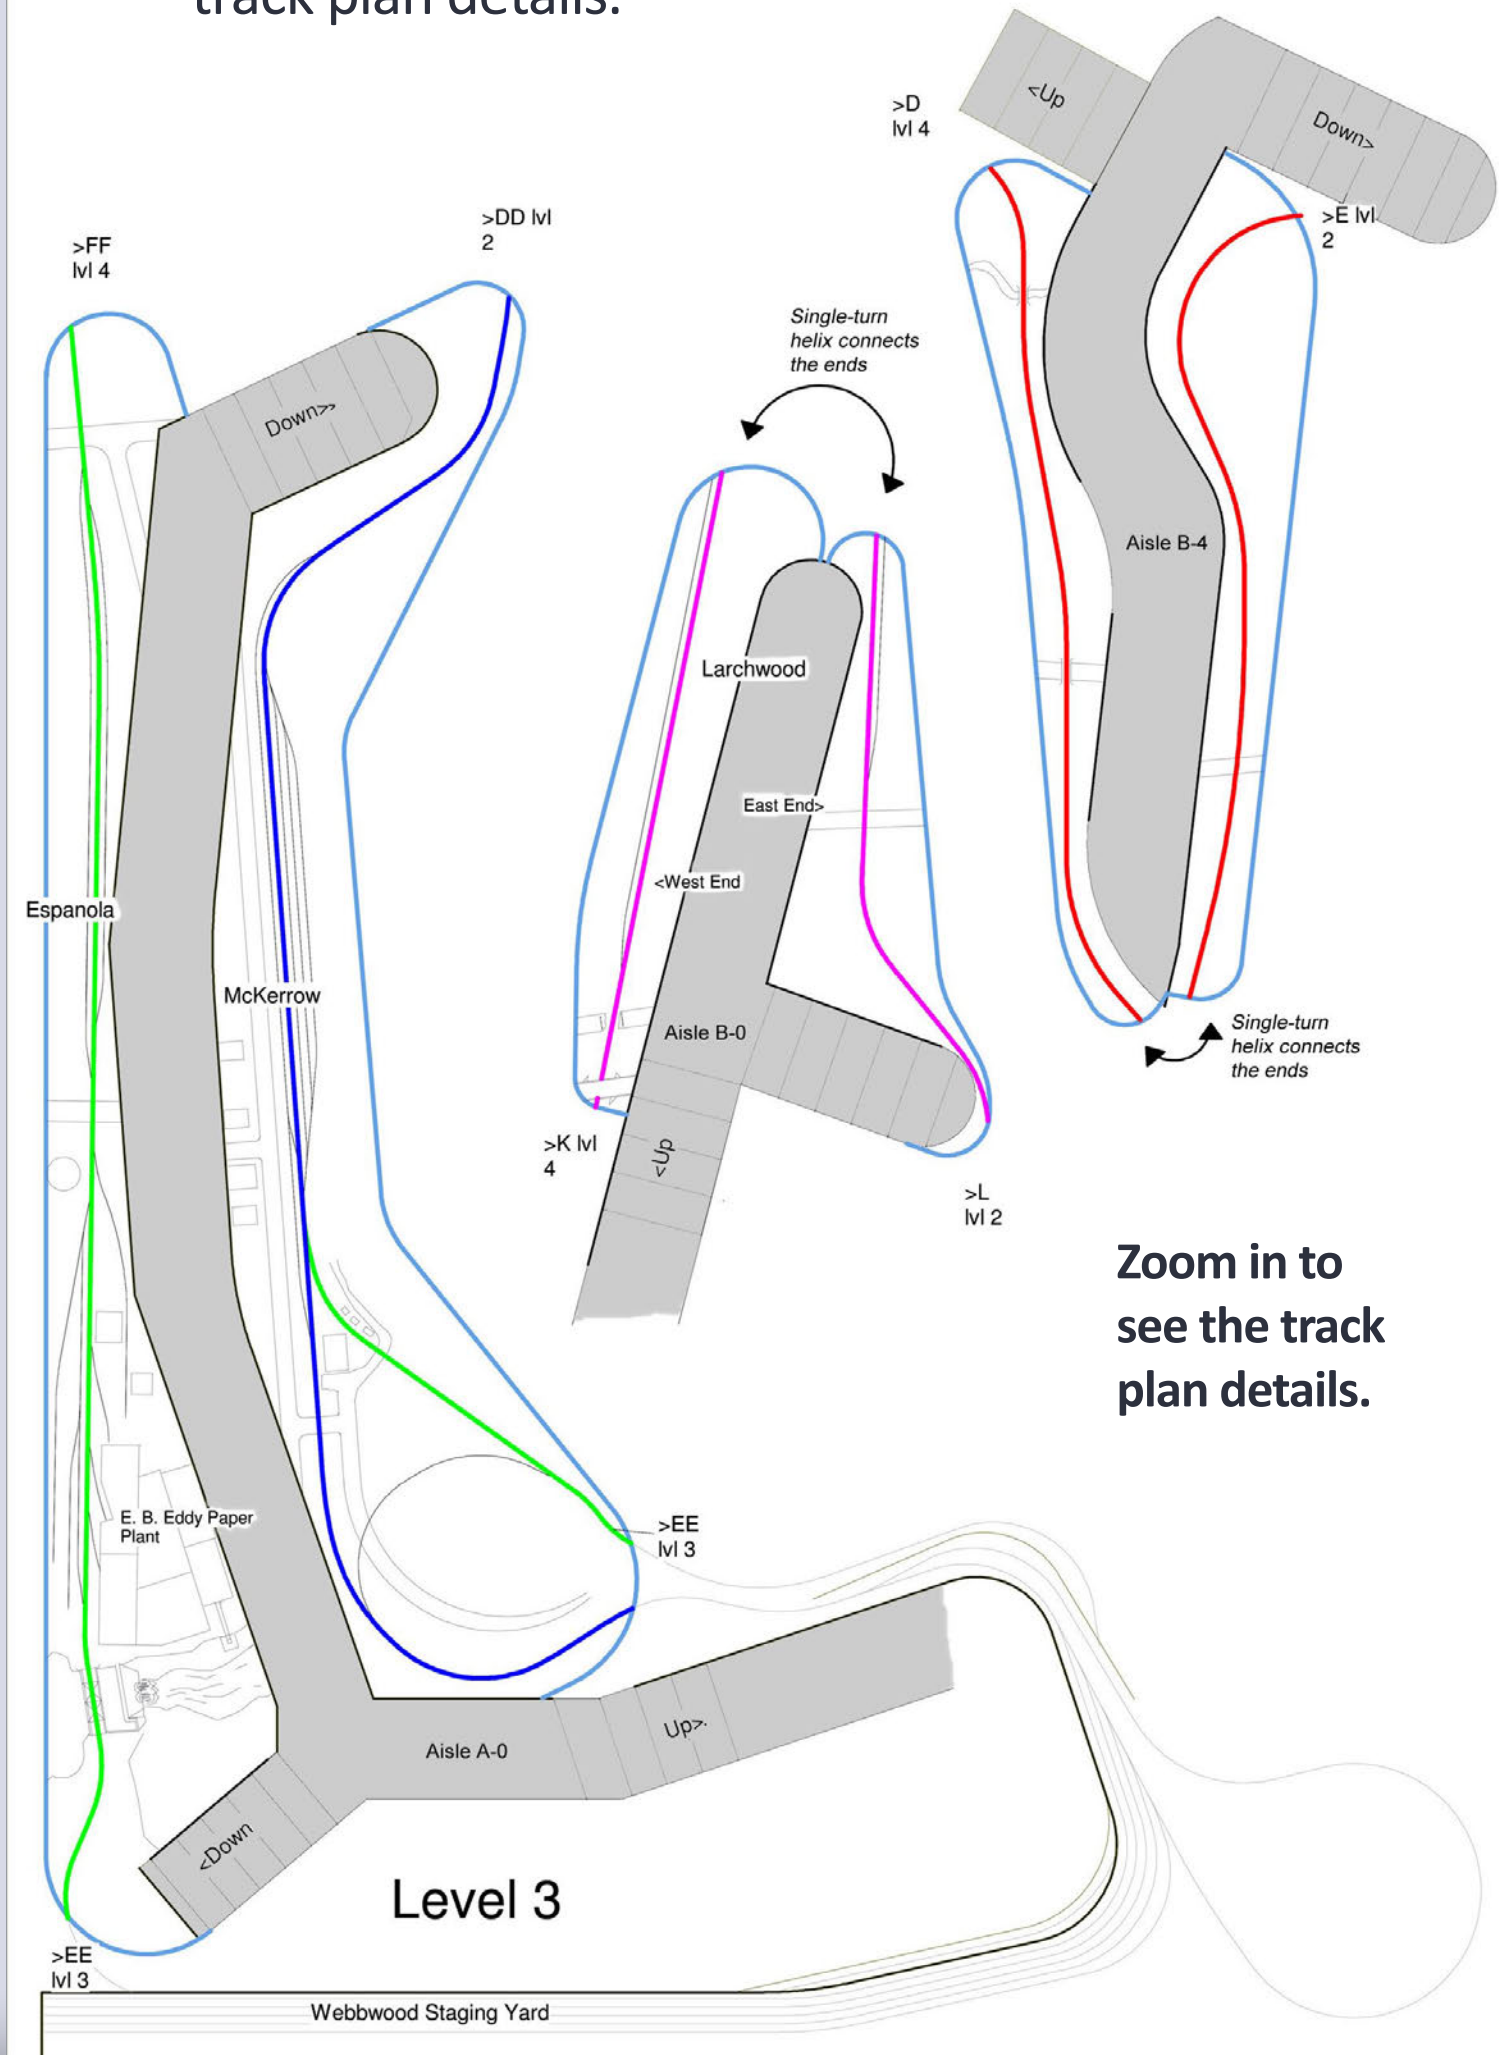 track plan details.
<Up
>D
lvl 4
Down>
>DD lvl
2
>E lvl
2
>FF
lvl 4
Single-turn
helix connects
the ends
Down>>
Aisle B-4
Larchwood
East End>
<West End
Espanola
McKerrow
Aisle B-0
Single-turn
helix connects
the ends
>K lvl
4
<Up
>L
lvl 2
Zoom in to
see the track
plan details.
E. B. Eddy Paper
Plant
>EE
lvl 3
Up>.
Aisle A-0
<Down
Level 3
>EE
lvl 3
Webbwood Staging Yard